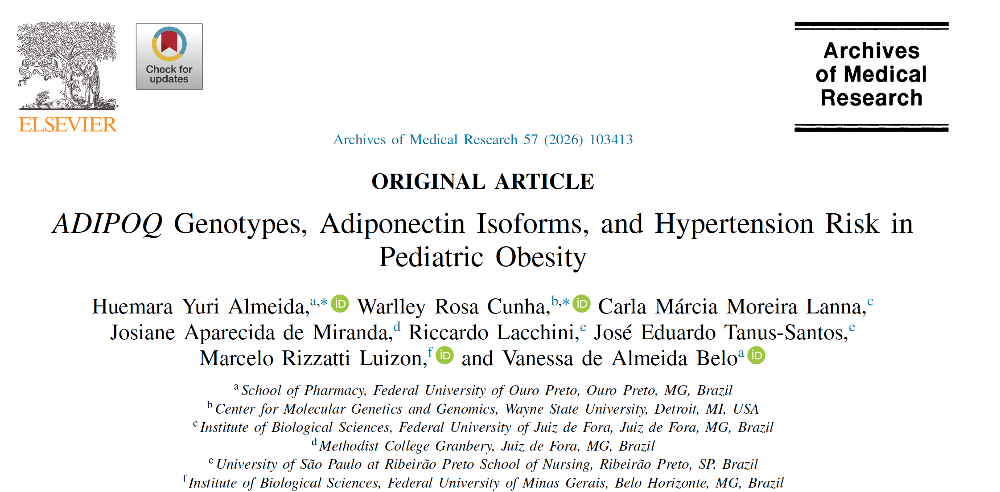 NON SOLUS
ELSEVIER
Check for
updates
Archives
of Medical
Research
Archives of Medical Research 57 (2026) 103413
ORIGINAL ARTICLE
ADIPOQ Genotypes, Adiponectin Isoforms, and Hypertension Risk in
Pediatric Obesity
Huemara Yuri Almeida,a,* iD Warlley Rosa Cunha,b,* iD Carla Márcia Moreira Lanna,c
Josiane Aparecida de Miranda,d Riccardo Lacchini,e José Eduardo Tanus-Santos,e
Marcelo Rizzatti Luizon,f iD and Vanessa de Almeida Beloa iD
a School of Pharmacy, Federal University of Ouro Preto, Ouro Preto, MG, Brazil
b Center for Molecular Genetics and Genomics, Wayne State University, Detroit, MI, USA
c Institute of Biological Sciences, Federal University of Juiz de Fora, Juiz de Fora, MG, Brazil
d Methodist College Granbery, Juiz de Fora, MG, Brazil
e University of São Paulo at Ribeirão Preto School of Nursing, Ribeirão Preto, SP, Brazil
f Institute of Biological Sciences, Federal University of Minas Gerais, Belo Horizonte, MG, Brazil